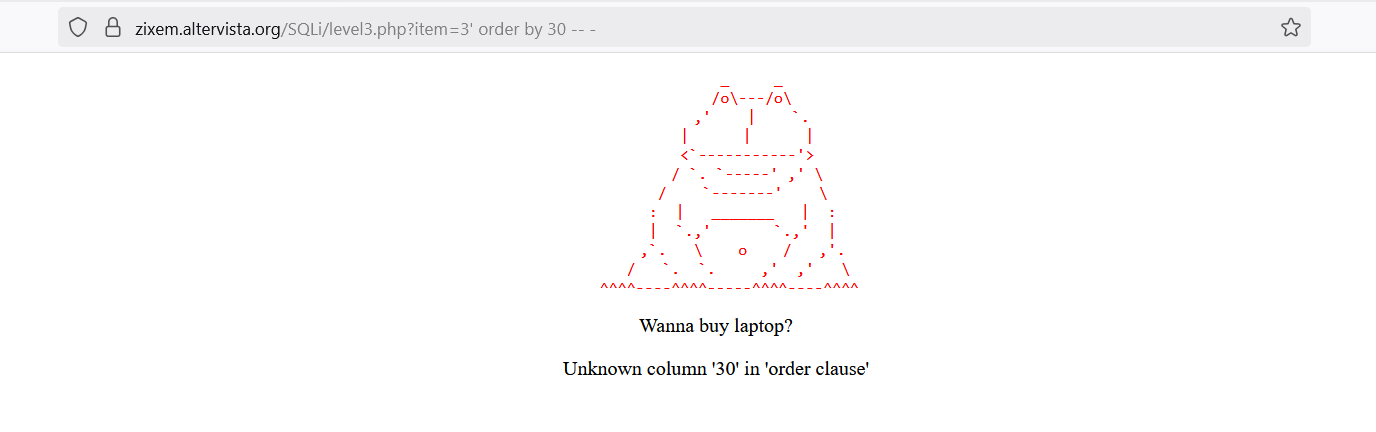 zixem.altervista.org/SQLi/level3.php?item=3' order by 30 -- -
Wanna buy laptop?
Unknown column '30' in 'order clause'